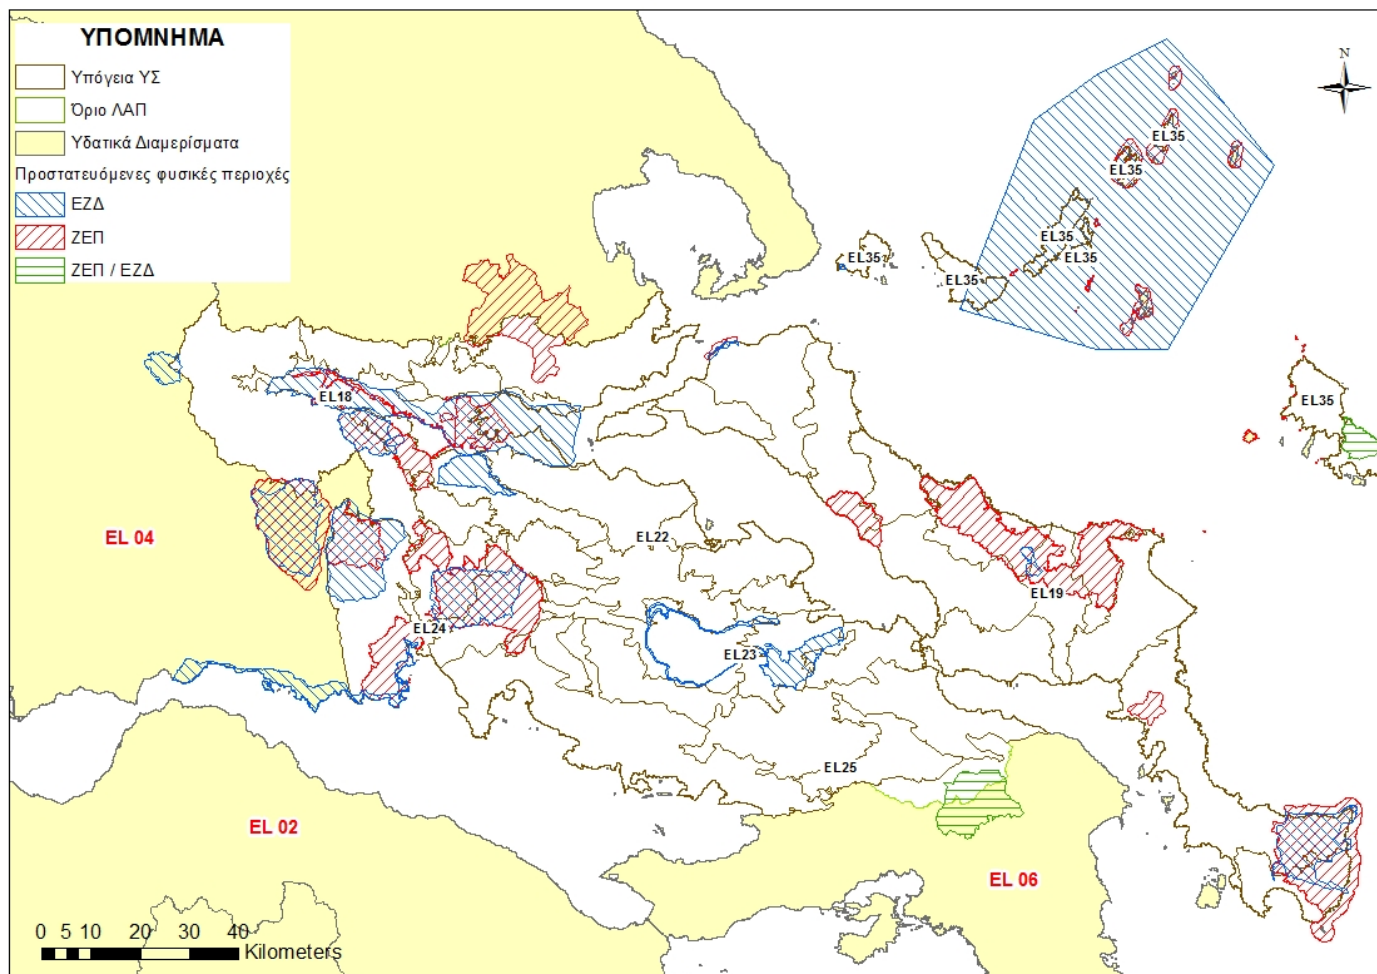 ΥΠΟΜΝΗΜΑ
Υπόγεια ΥΣ
Όριο ΛΑΠ
Υδατικά Διαμερίσματα
Προστατευόμενες φυσικές περιοχές
ΕΖΔ
ΖΕΠ
ΖΕΠ / ΕΖΔ
N
EL35
EL35
EL35
EL35
EL35
EL35
EL18
EL35
EL 04
EL22
EL19
EL24
EL23
EL25
EL 02
EL 06
0 5 10 20 30 40
Kilometers